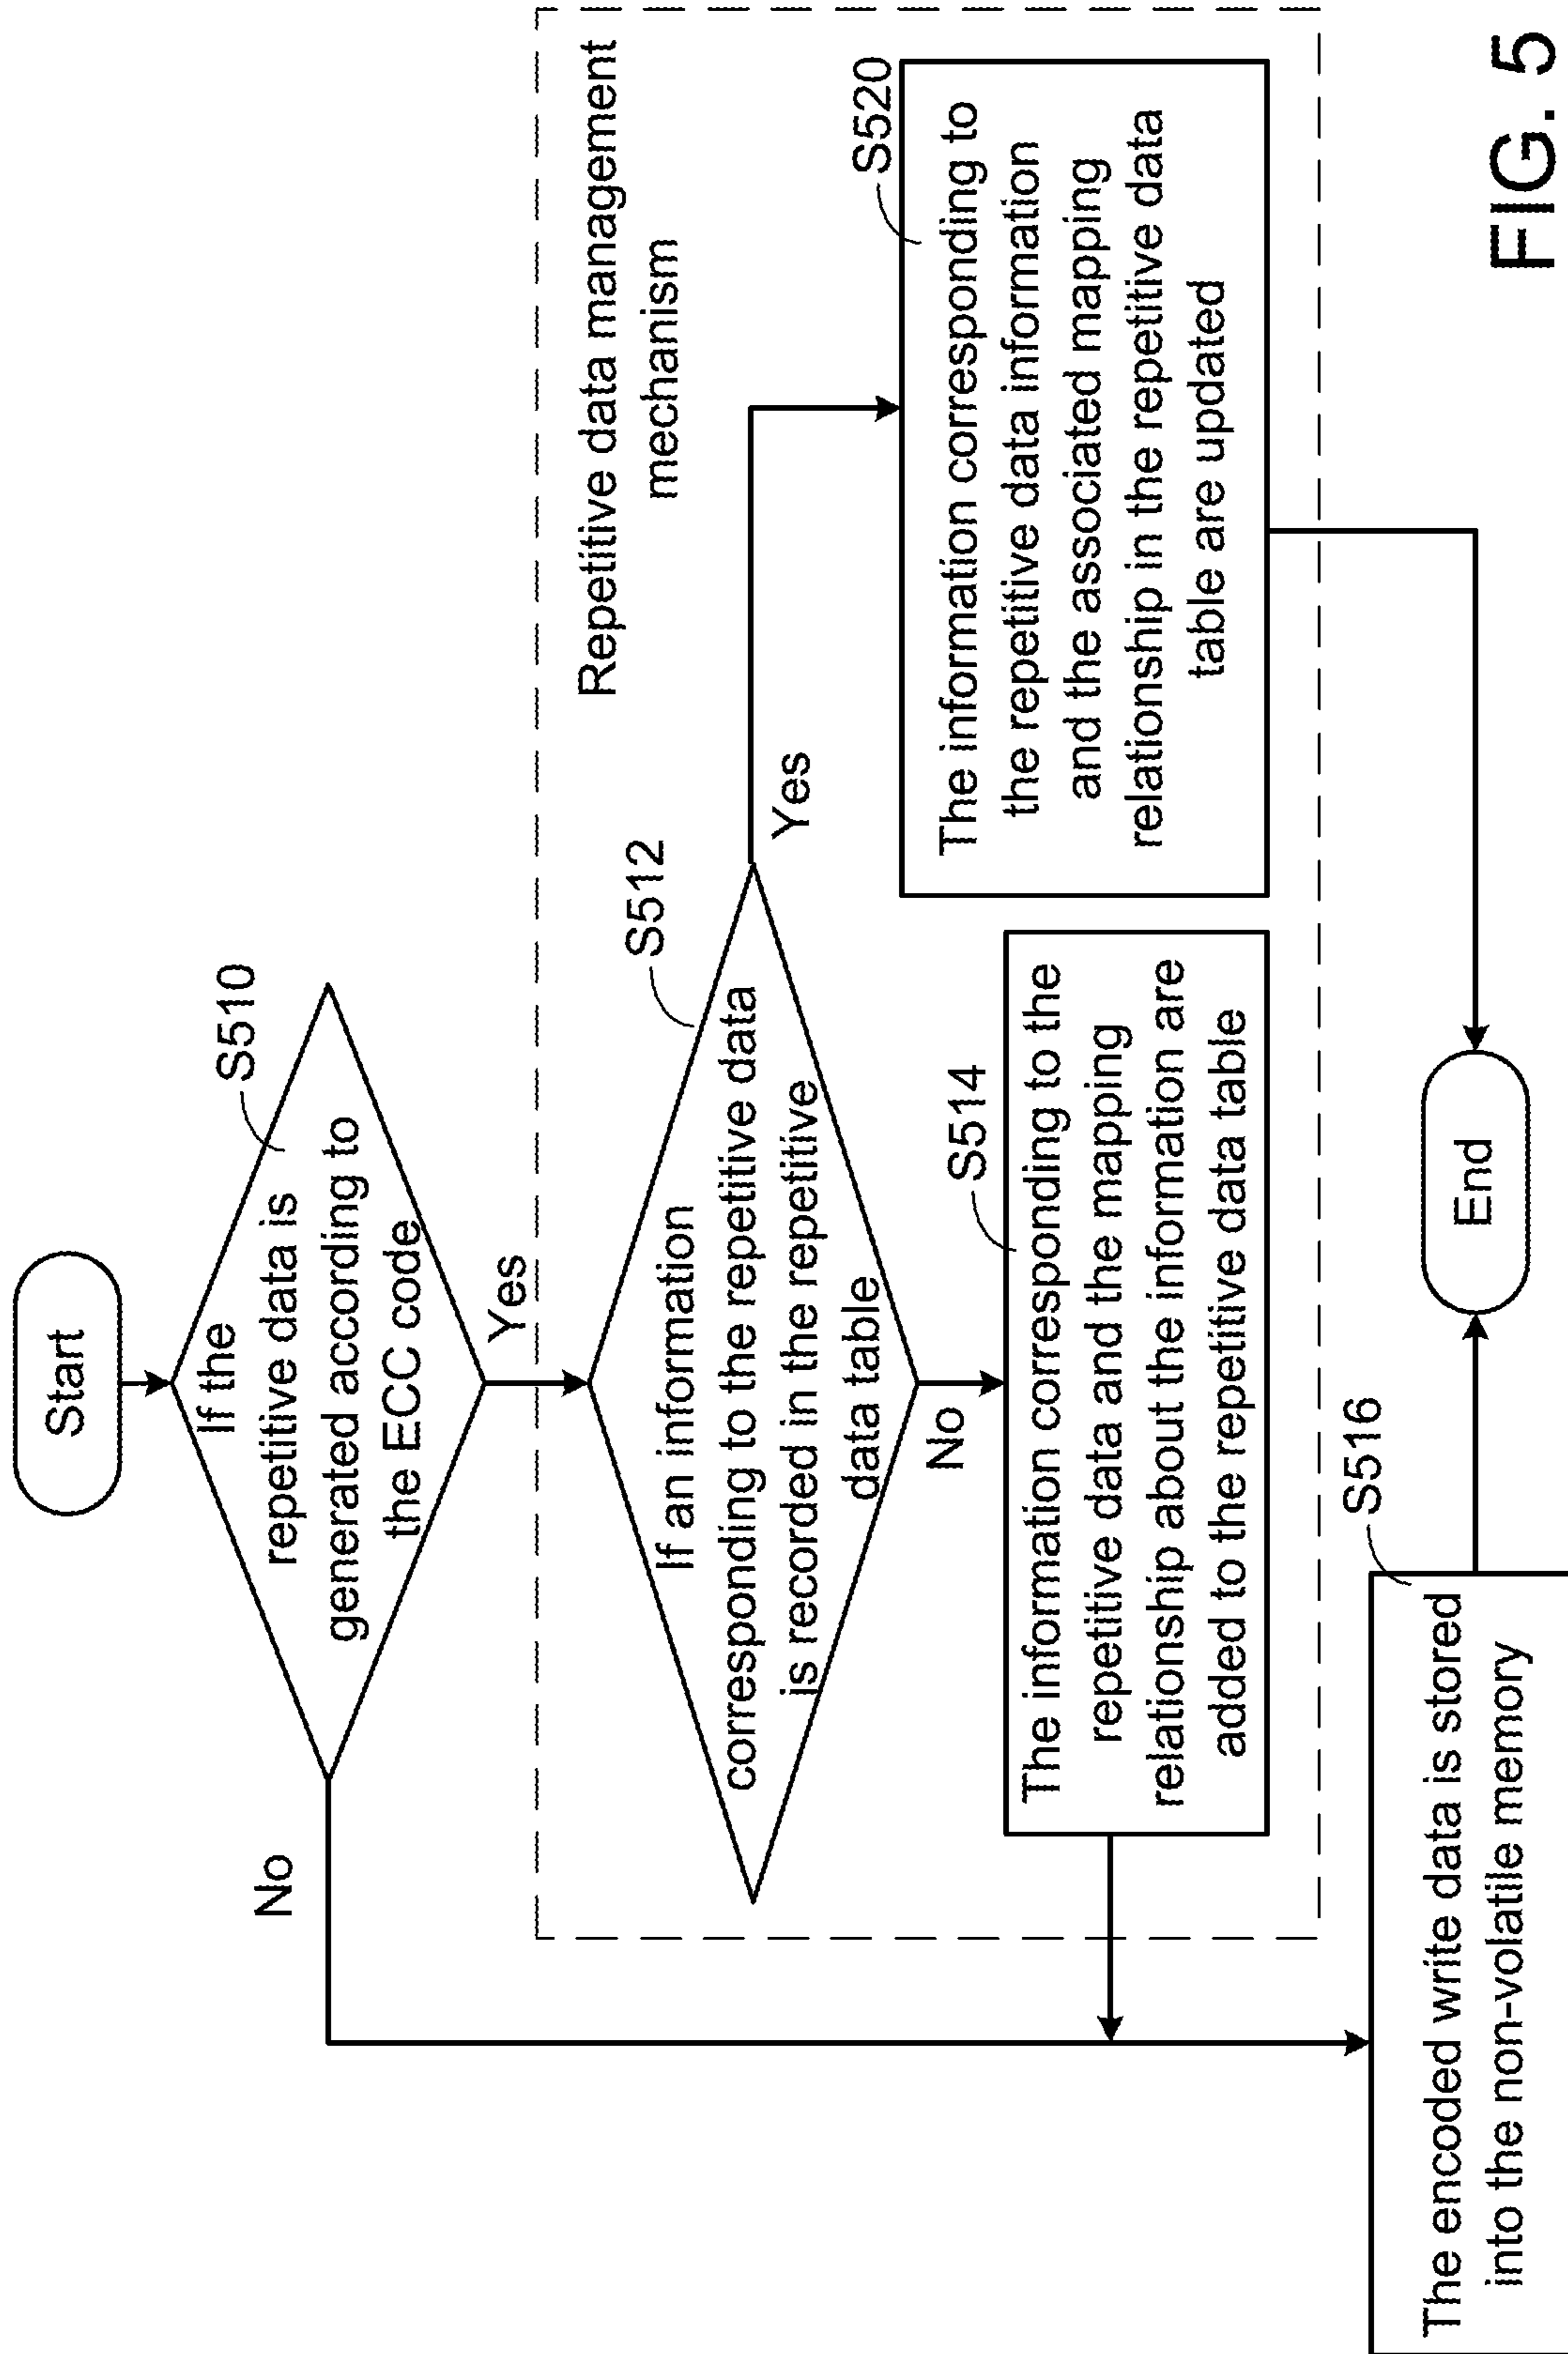 Start
S510
If the
repetitive data is
generated according to
the ECC code
No
Yes
Repetitive data management
mechanism
S512
If an information
corresponding to the repetitive data
is recorded in the repetitive
data table
Yes
No
S520
The information corresponding to
the repetitive data information
and the associated mapping
relationship in the repetitive data
table are updated
S514
The information corresponding to the
repetitive data and the mapping
relationship about the information are
added to the repetitive data table
S516
The encoded write data is stored
into the non-volatile memory
End
FIG. 5